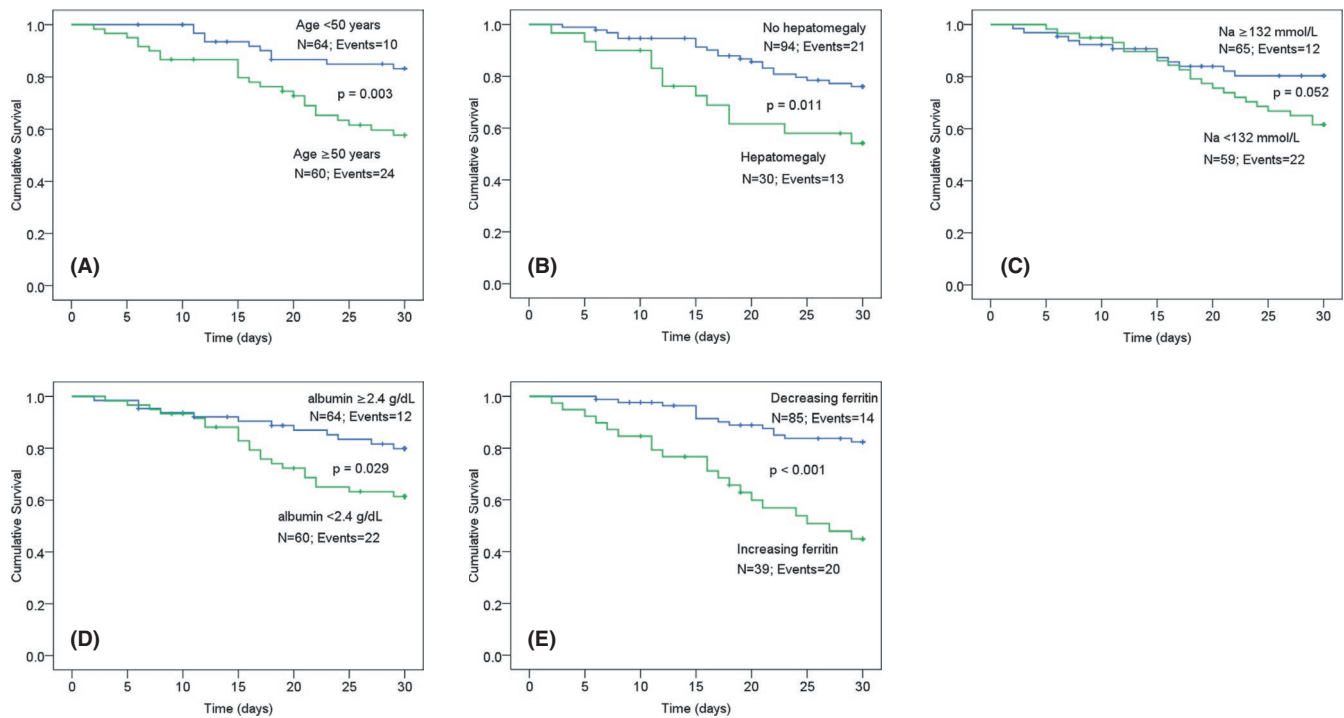 Age <50 years
N=64; Events=10
p = 0.003
Age ≥50 years
N=60; Events=24
(A)
Cumulative Survival
1.0
0.8
0.6
0.4
0.2
0.0
0 5 10 15 20 25 30
Time (days)
No hepatomegaly
N=94; Events=21
p = 0.011
Hepatomegaly
N=30; Events=13
(B)
Cumulative Survival
1.0
0.8
0.6
0.4
0.2
0.0
0 5 10 15 20 25 30
Time (days)
Na ≥132 mmol/L
N=65; Events=12
p = 0.052
Na <132 mmol/L
N=59; Events=22
(C)
Cumulative Survival
1.0
0.8
0.6
0.4
0.2
0.0
0 5 10 15 20 25 30
Time (days)
albumin ≥2.4 g/dL
N=64; Events=12
p = 0.029
albumin <2.4 g/dL
N=60; Events=22
(D)
Cumulative Survival
1.0
0.8
0.6
0.4
0.2
0.0
0 5 10 15 20 25 30
Time (days)
Decreasing ferritin
N=85; Events=14
p < 0.001
Increasing ferritin
N=39; Events=20
(E)
Cumulative Survival
1.0
0.8
0.6
0.4
0.2
0.0
0 5 10 15 20 25 30
Time (days)